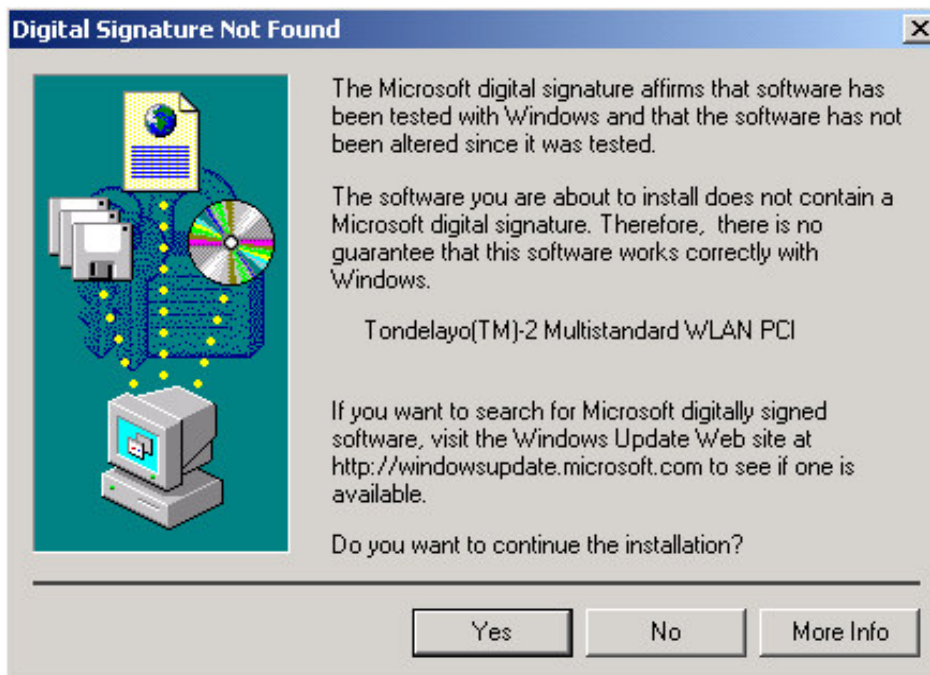 Digital Signature Not Found
The Microsoft digital signature affirms that software has
been tested with Windows and that the software has not
been altered since it was tested.
The software you are about to install does not contain a
Microsoft digital signature. Therefore,  there is no
guarantee that this software works correctly with
Windows.
Tondelayo(TM)-2 Multistandard WLAN PCI
If you want to search for Microsoft digitally signed
software, visit the Windows Update Web site at
http://windowsupdate.microsoft.com to see if one is
available.
Do you want to continue the installation?
Yes No More Info